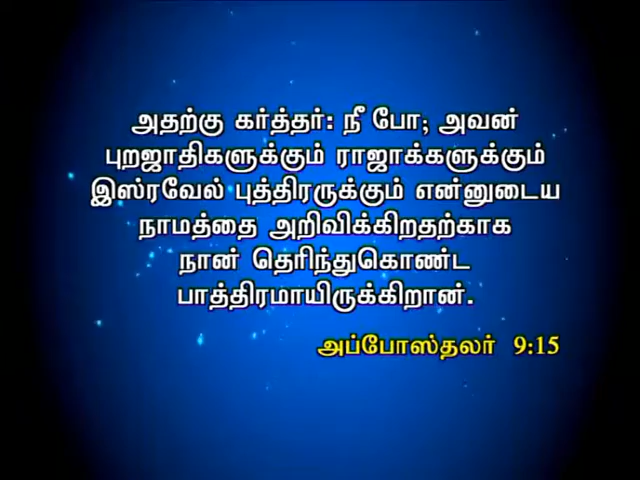 அதற்கு கர்த்தர்: நீ போ; அவன்
புறஜாதிகளுக்கும் ராஜாக்களுக்கும்
இஸ்ரவேல் புத்திரருக்கும் என்னுடைய
நாமத்தை அறிவிக்கிறதற்காக
நான் தெரிந்துகொண்ட
பாத்திரமாயிருக்கிறான்.
அப்போஸ்தலர் 9:15